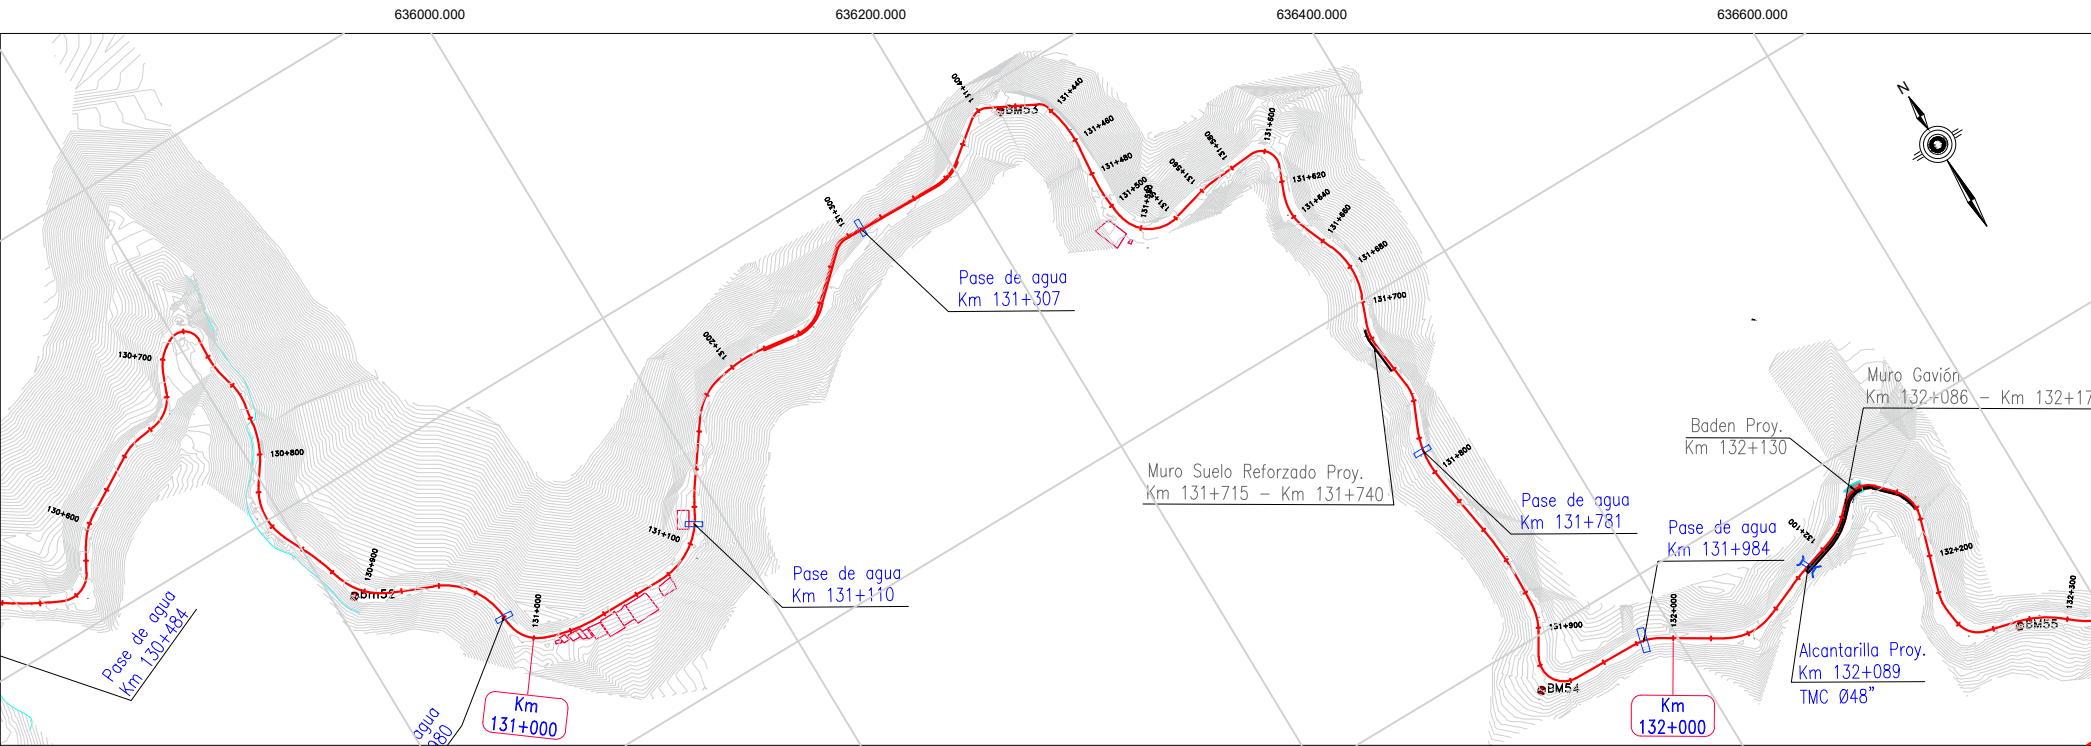 636000.000
636200.000
636400.000
636600.000
N
130+600
130+700
130+800
130+900
bm52
131+000
131+100
131+200
131+300
131+400
BM53
131+440
131+460
131+480
131+500
131+560
131+580
131+600
131+620
131+640
131+660
131+680
131+700
131+800
131+900
BM54
132+000
132+100
132+200
132+300
BM55
Pase de agua
Km 130+484
agua
980
Km
131+000
Pase de agua
Km 131+110
Pase de agua
Km 131+307
Muro Suelo Reforzado Proy.
Km 131+715 – Km 131+740
Pase de agua
Km 131+781
Pase de agua
Km 131+984
Km
132+000
Baden Proy.
Km 132+130
Muro Gavión
Km 132+086 – Km 132+17
Alcantarilla Proy.
Km 132+089
TMC Ø48”